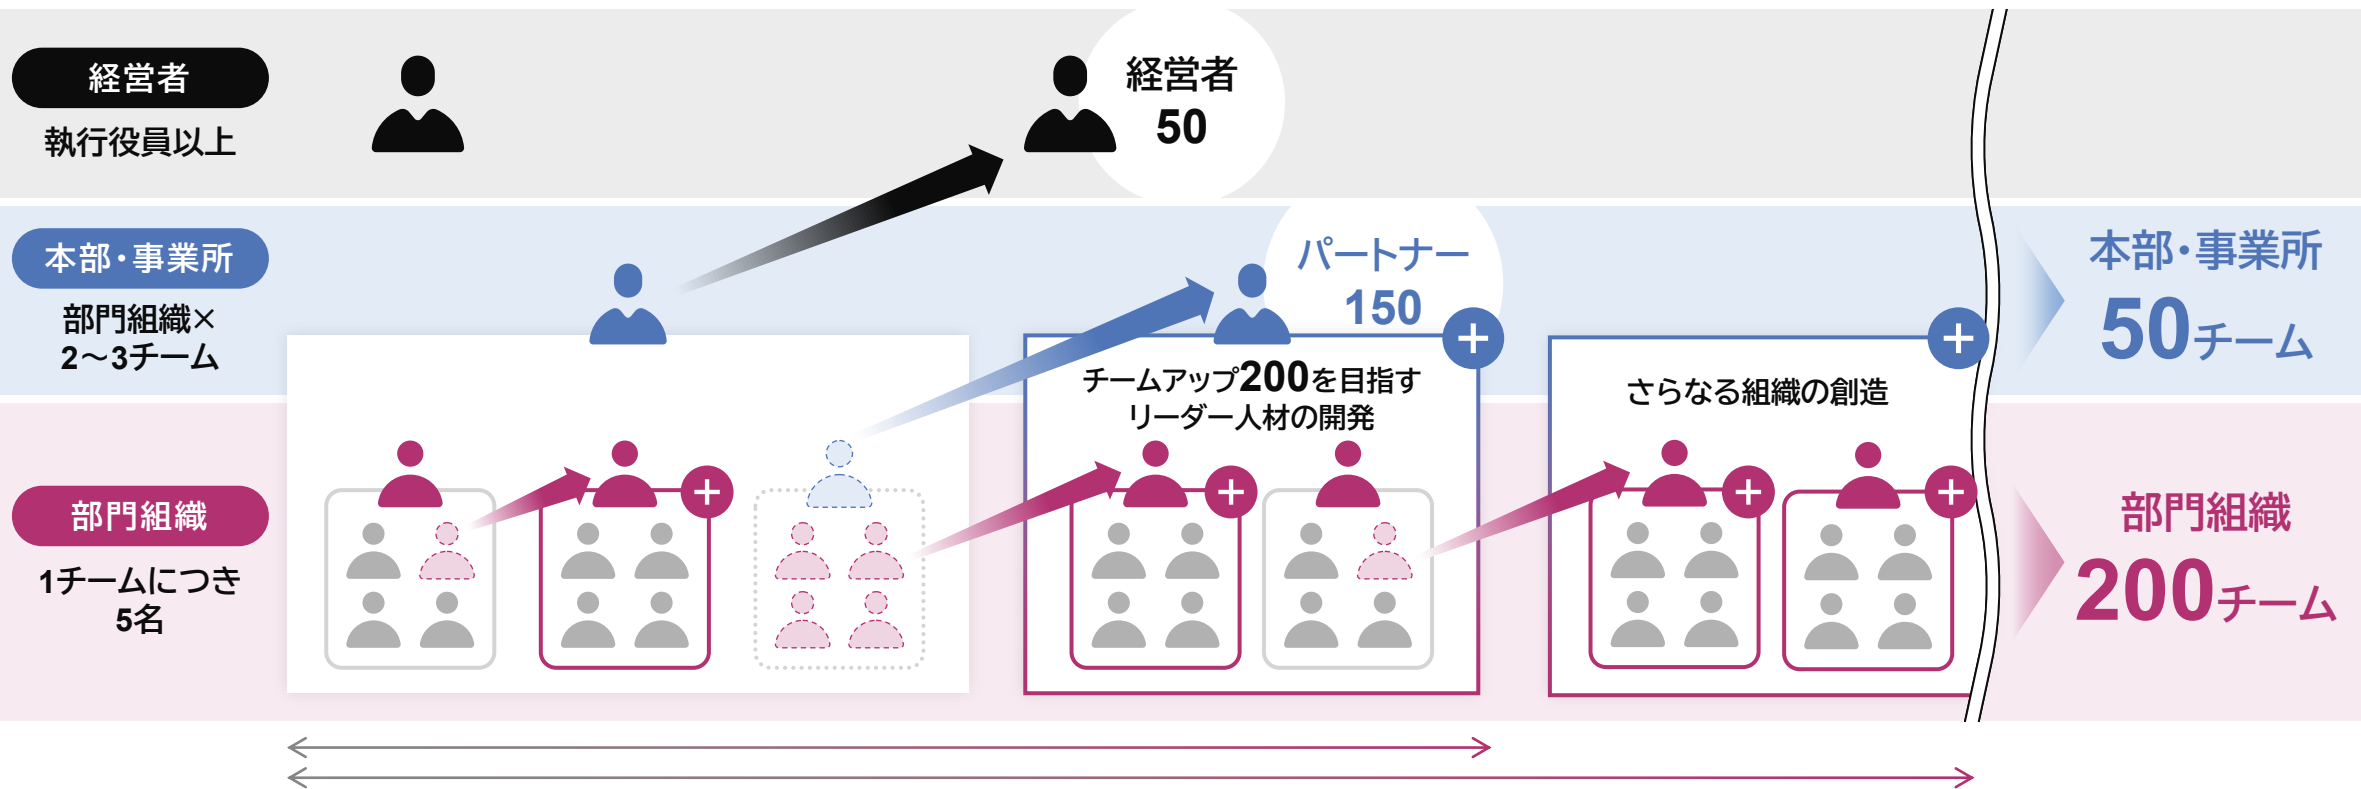 経営者
執行役員以上
経営者
50
本部・事業所
部門組織×
2〜3チーム
パートナー
150
チームアップ200を目指す
リーダー人材の開発
さらなる組織の創造
本部・事業所
50チーム
部門組織
1チームにつき
5名
部門組織
200チーム